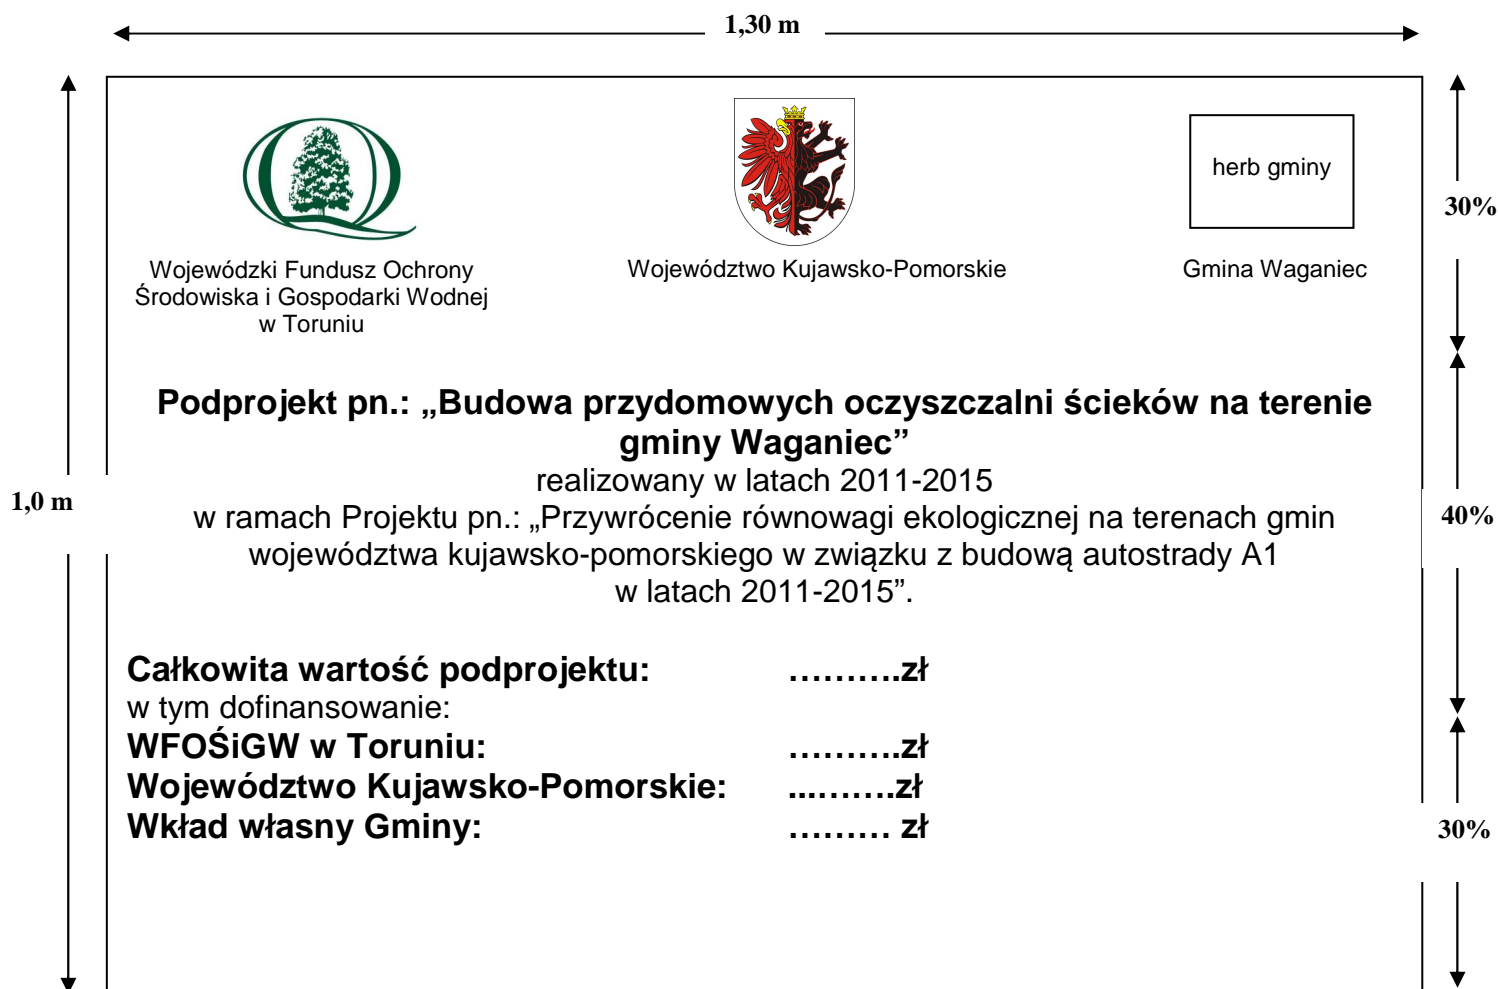 1,30 m
herb gminy
30%
Wojewódzki Fundusz Ochrony
Środowiska i Gospodarki Wodnej
w Toruniu
Województwo Kujawsko-Pomorskie
Gmina Waganiec
Podprojekt pn.: „Budowa przydomowych oczyszczalni ścieków na terenie
gminy Waganiec”
realizowany w latach 2011-2015
w ramach Projektu pn.: „Przywrócenie równowagi ekologicznej na terenach gmin
województwa kujawsko-pomorskiego w związku z budową autostrady A1
w latach 2011-2015”.
1,0 m
40%
Całkowita wartość podprojektu: ……….zł
w tym dofinansowanie:
WFOŚiGW w Toruniu: ……….zł
Województwo Kujawsko-Pomorskie: ...…….zł
Wkład własny Gminy: ……… zł
30%